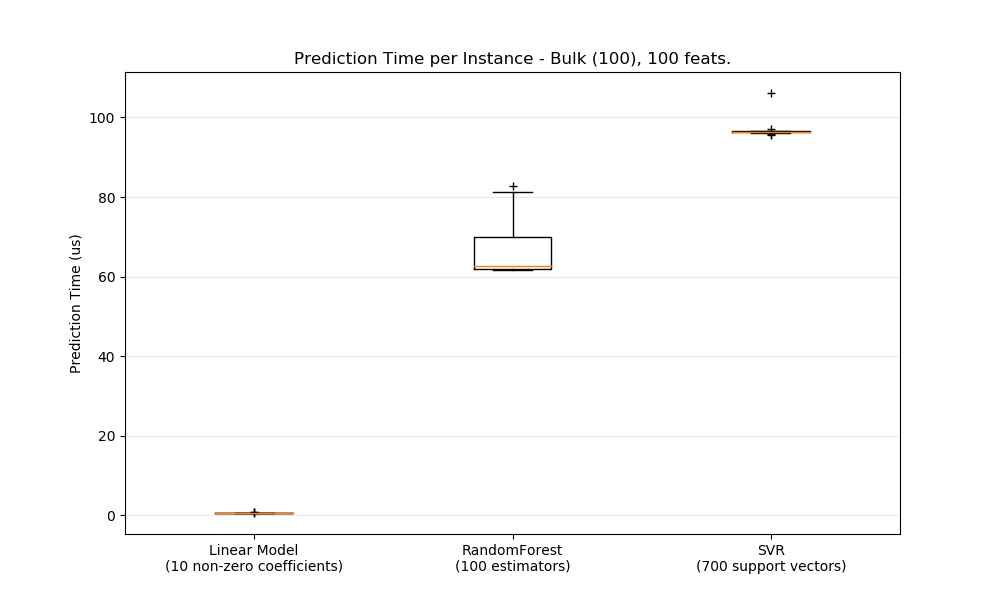 Prediction Time per Instance - Bulk (100), 100 feats.
Prediction Time (us)
100
80
60
40
20
0
Linear Model
(10 non-zero coefficients)
RandomForest
(100 estimators)
SVR
(700 support vectors)